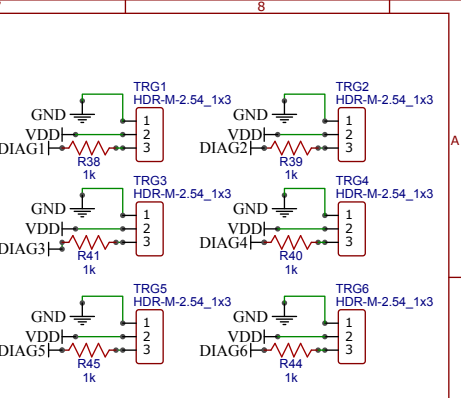 8
A
TRG1
HDR-M-2.54_1x3
GND
VDD
DIAG1
1
2
3
R38
1k
TRG2
HDR-M-2.54_1x3
GND
VDD
DIAG2
1
2
3
R39
1k
TRG3
HDR-M-2.54_1x3
GND
VDD
DIAG3
1
2
3
R41
1k
TRG4
HDR-M-2.54_1x3
GND
VDD
DIAG4
1
2
3
R40
1k
TRG5
HDR-M-2.54_1x3
GND
VDD
DIAG5
1
2
3
R45
1k
TRG6
HDR-M-2.54_1x3
GND
VDD
DIAG6
1
2
3
R44
1k